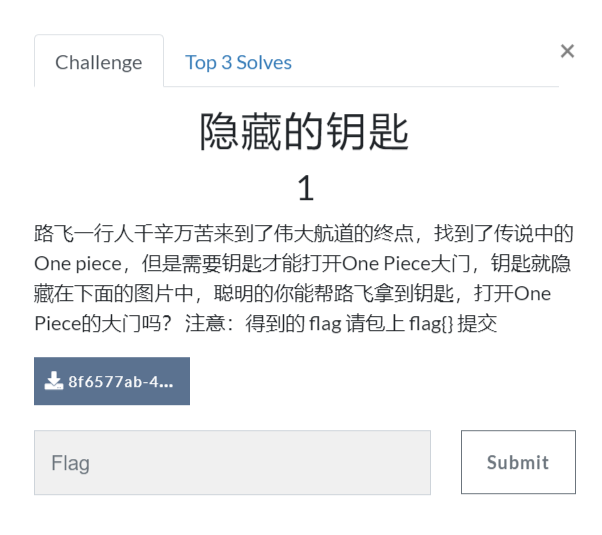 Challenge
Top 3 Solves
×
隐藏的钥匙
1
路飞一行人千辛万苦来到了伟大航道的终点，找到了传说中的
One piece，但是需要钥匙才能打开One Piece大门，钥匙就隐
藏在下面的图片中，聪明的你能帮路飞拿到钥匙，打开One
Piece的大门吗？ 注意：得到的 flag 请包上 flag{} 提交
8f6577ab-4...
Flag
Submit